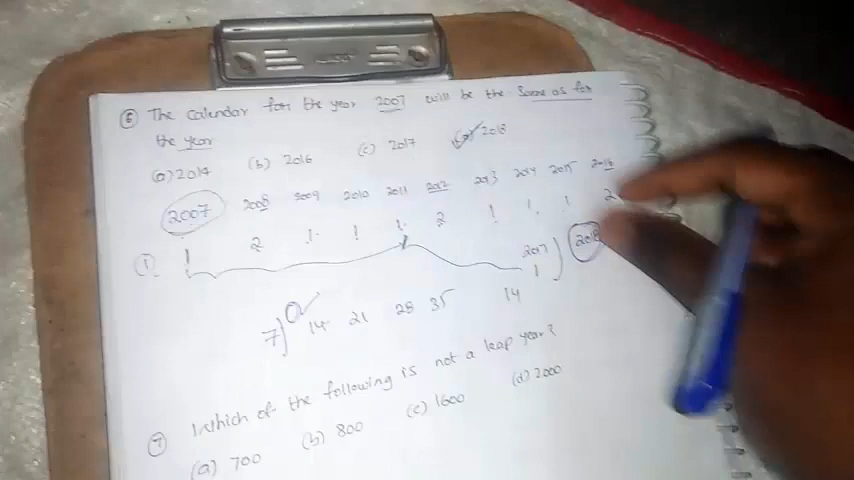 ⑥ The Calendar for the year 2007 will be the Same as for
the year
(a) 2014 (b) 2016 (c) 2017 (d) 2018
2007 2008 2009 2010 2011 2012 2013 2014 2015 2016
1 2 1 1 1 2 1 1 1 2
2017 2018
1
7) 0 14 21 28 35 14
⑦ Which of the following is not a leap year?
(a) 700 (b) 800 (c) 1600 (d) 2000